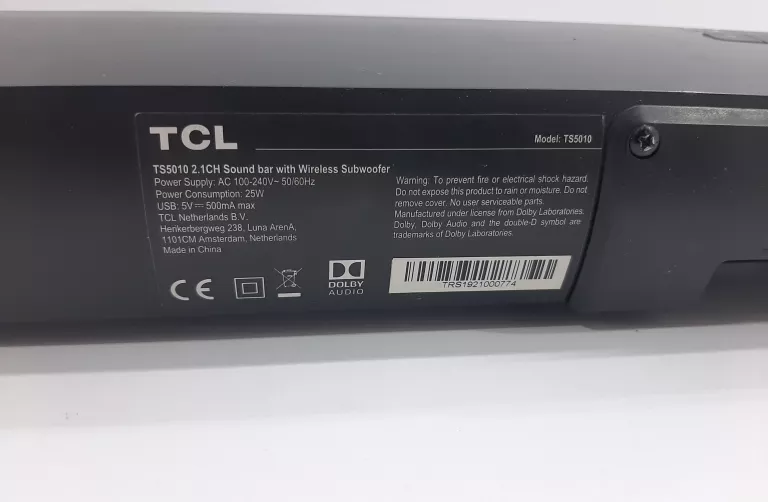 TCL
Model: TS5010
TS5010 2.1CH Sound bar with Wireless Subwoofer
Power Supply: AC 100-240V~ 50/60Hz
Power Consumption: 25W
USB: 5V⎓ 500mA max
TCL Netherlands B.V.
Herikerbergweg 238, Luna ArenA,
1101CM Amsterdam, Netherlands
Made in China
Warning: To prevent fire or electrical shock hazard.
Do not expose this product to rain or moisture. Do not
remove cover. No user serviceable parts.
Manufactured under license from Dolby Laboratories.
Dolby, Dolby Audio and the double-D symbol are
trademarks of Dolby Laboratories.
CE
DOLBY
AUDIO
TRS1921000774